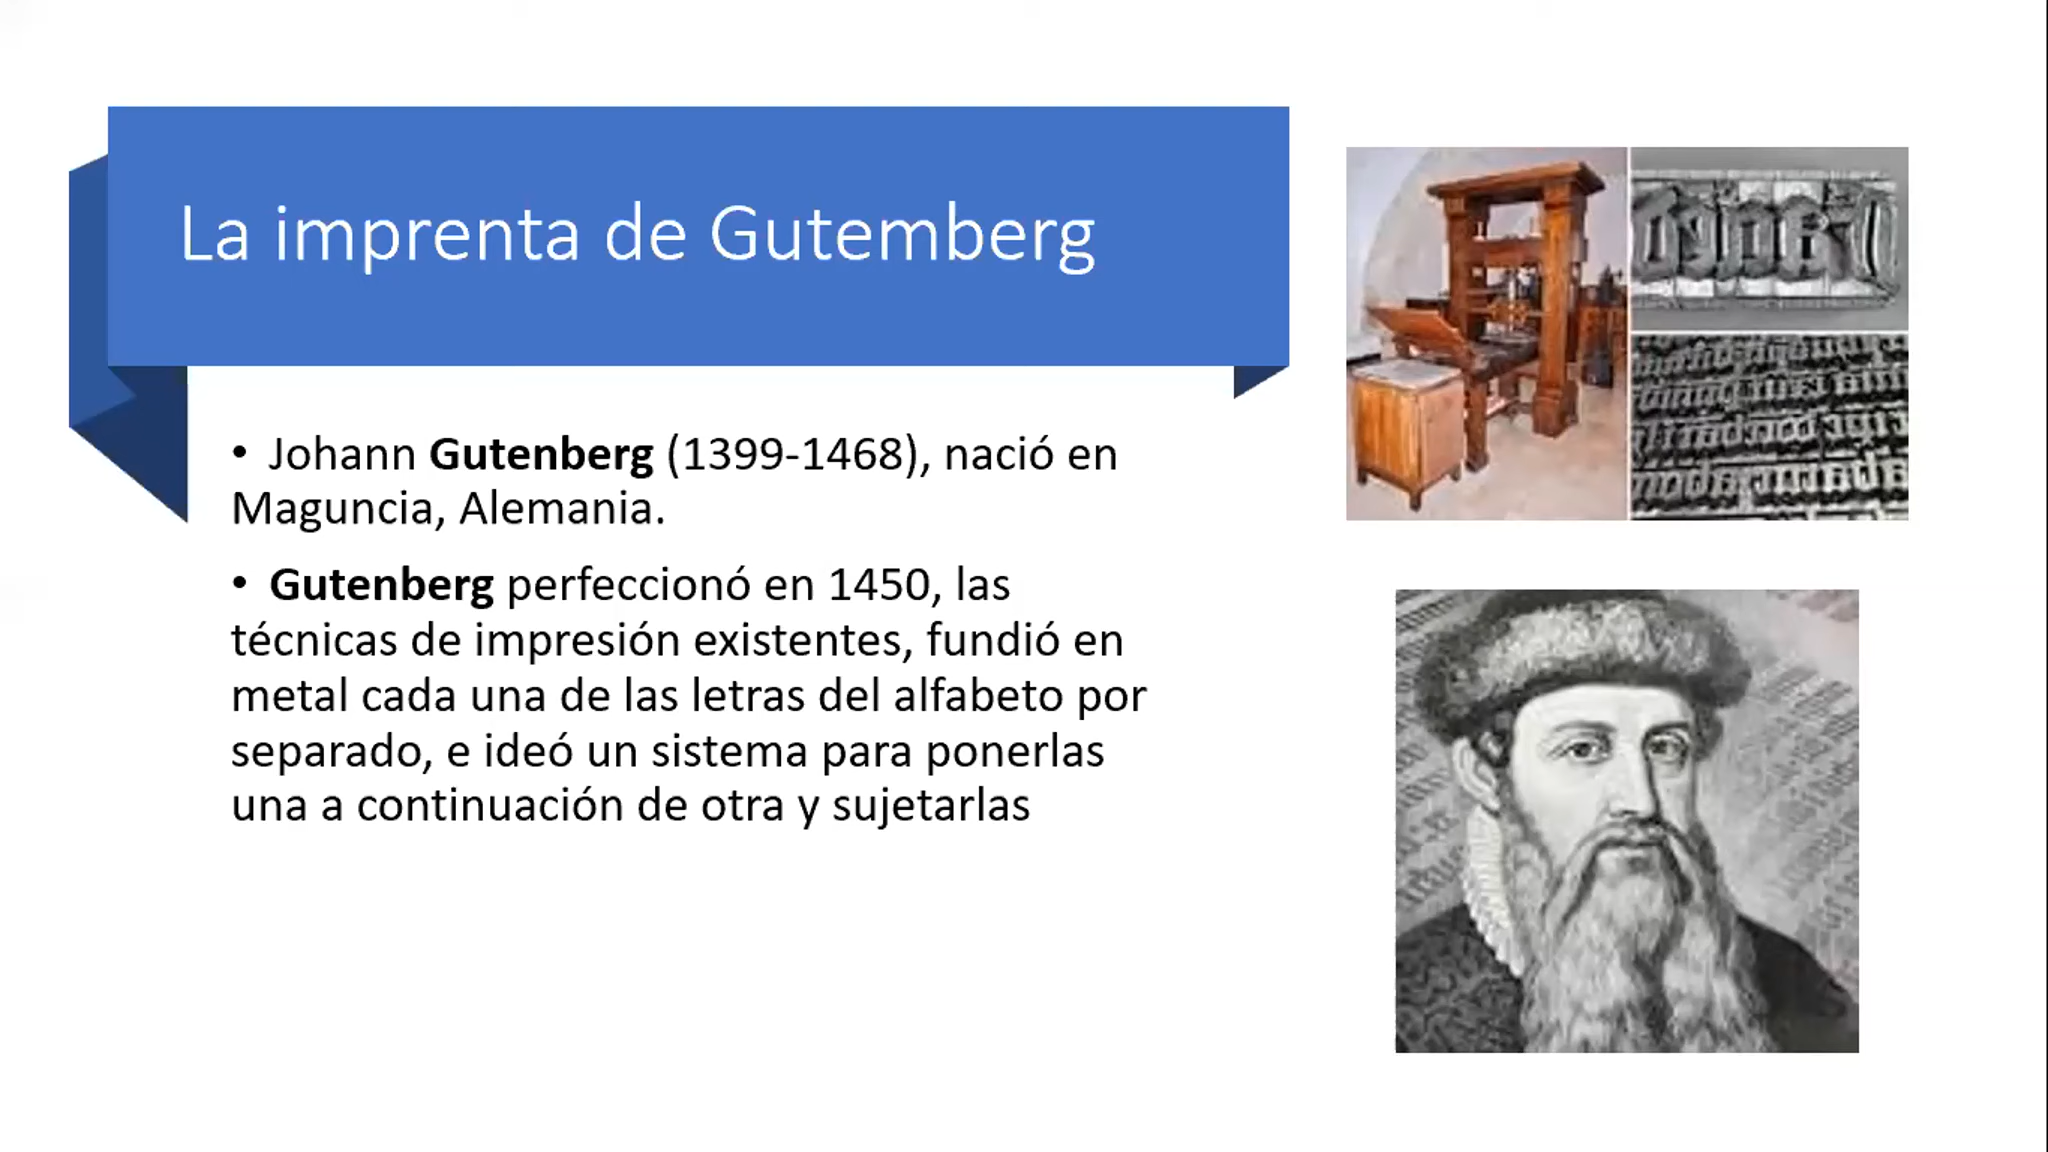 La imprenta de Gutemberg
• Johann Gutenberg (1399-1468), nació en
Maguncia, Alemania.
• Gutenberg perfeccionó en 1450, las
técnicas de impresión existentes, fundió en
metal cada una de las letras del alfabeto por
separado, e ideó un sistema para ponerlas
una a continuación de otra y sujetarlas